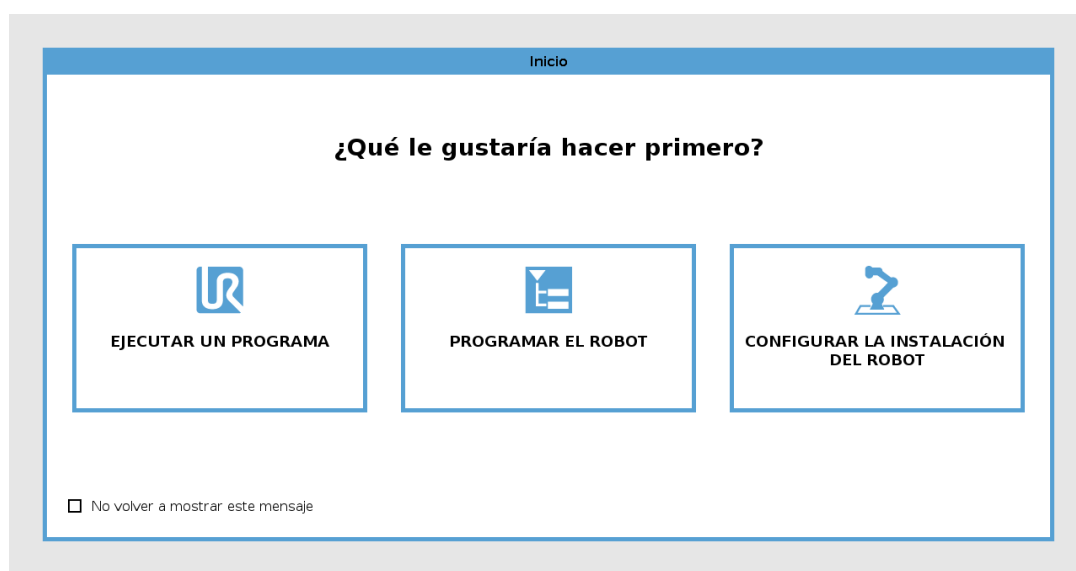 Inicio
¿Qué le gustaría hacer primero?
EJECUTAR UN PROGRAMA
PROGRAMAR EL ROBOT
CONFIGURAR LA INSTALACIÓN
DEL ROBOT
No volver a mostrar este mensaje